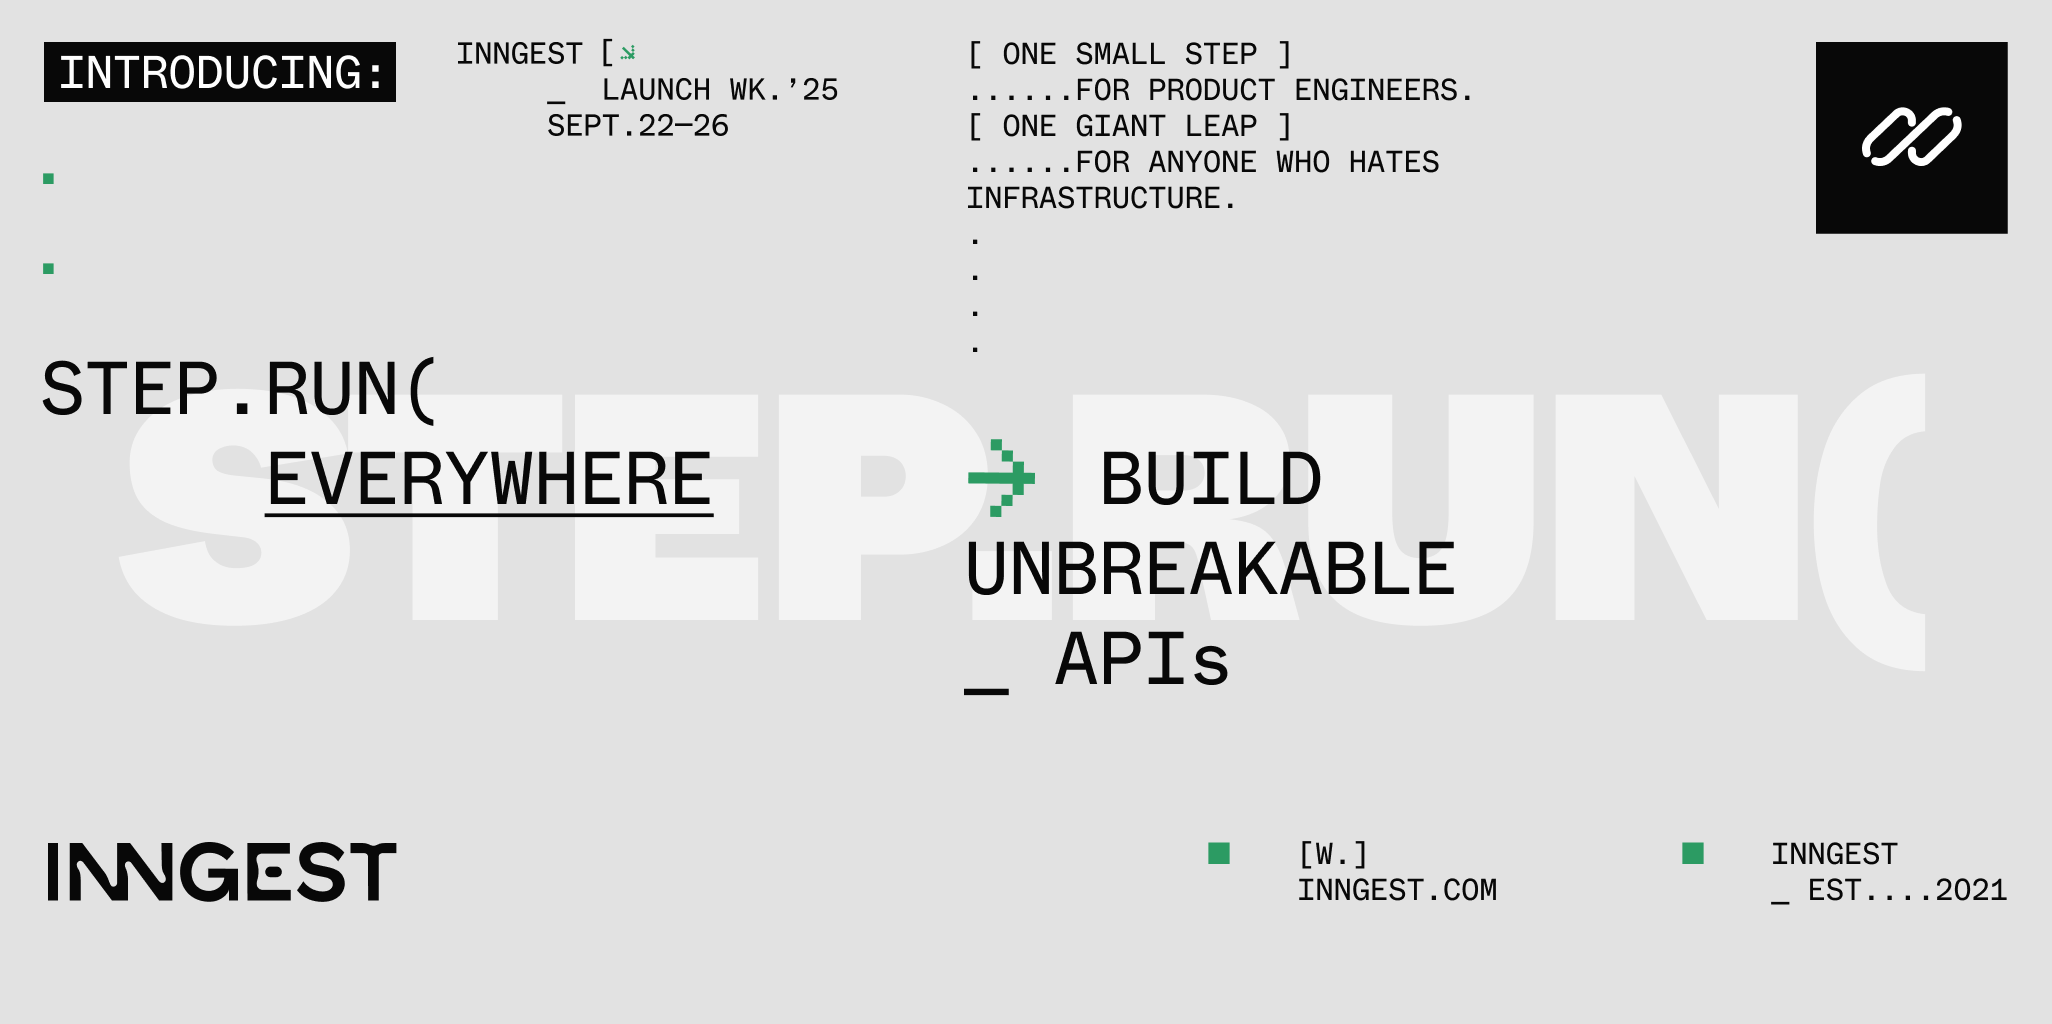 INTRODUCING:
INNGEST [
_ LAUNCH WK.’25
SEPT.22–26
[ ONE SMALL STEP ]
......FOR PRODUCT ENGINEERS.
[ ONE GIANT LEAP ]
......FOR ANYONE WHO HATES
INFRASTRUCTURE.
.
.
.
.
STEP.RUN(
EVERYWHERE
STEP.RUN(
→ BUILD
UNBREAKABLE
_ APIs
INNGEST
[W.]
INNGEST.COM
INNGEST
_ EST....2021